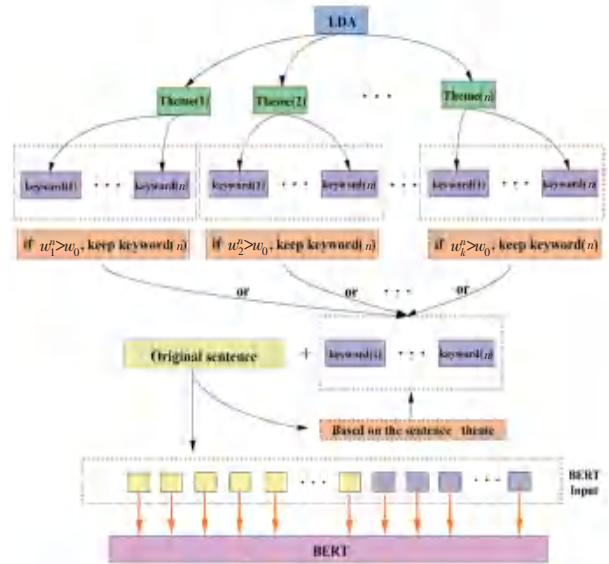 LDA
Theme(1) Theme(2) · · · Theme(n)
keyword(1) · · · keyword(n) keyword(1) · · · keyword(n) · · · keyword(1) · · · keyword(n)
if w₁ⁿ>w₀, keep keyword(n) if w₂ⁿ>w₀, keep keyword(n) if wₖⁿ>w₀, keep keyword(n)
or or · · · or
Original sentence + keyword(1) · · · keyword(n)
Based on the sentence theme
· · · · · · BERT
Input
BERT